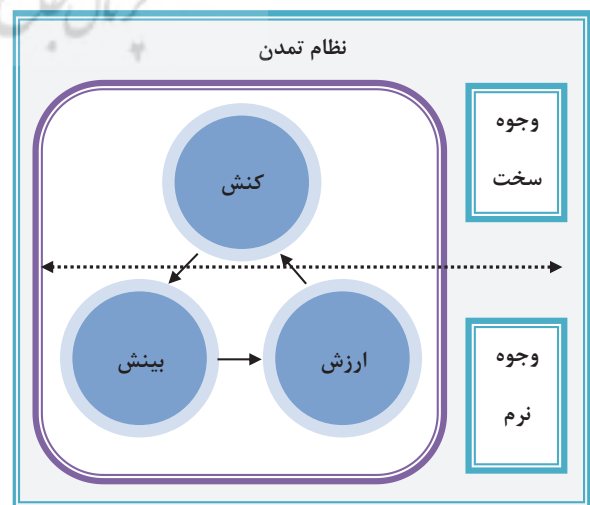 نظام تمدن
وجوه
سخت
کنش
بینش
ارزش
وجوه
نرم